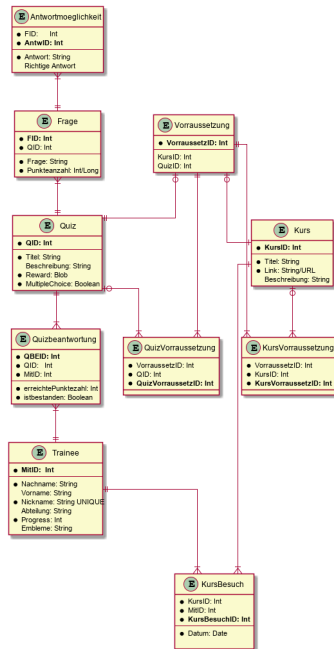 E Antwortmoeglichkeit
FID: Int
AntwID: Int
Antwort: String
Richtige Antwort
E Frage
FID: Int
QID: Int
Frage: String
Punkteanzahl: Int/Long
E Vorraussetzung
VorraussetzID: Int
KursID: Int
QuizID: Int
E Quiz
QID: Int
Titel: String
Beschreibung: String
Reward: Blob
MultipleChoice: Boolean
E Kurs
KursID: Int
Titel: String
Link: String/URL
Beschreibung: String
E Quizbeantwortung
QBEID: Int
QID: Int
MitID: Int
erreichtePunktezahl: Int
istbestanden: Boolean
E QuizVorraussetzung
VorraussetzID: Int
QID: Int
QuizVorraussetzID: Int
E KursVorraussetzung
VorraussetzID: Int
KursID: Int
KursVorraussetzID: Int
E Trainee
MitID: Int
Nachname: String
Vorname: String
Nickname: String UNIQUE
Abteilung: String
Progress: Int
Embleme: String
E KursBesuch
KursID: Int
MitID: Int
KursBesuchID: Int
Datum: Date